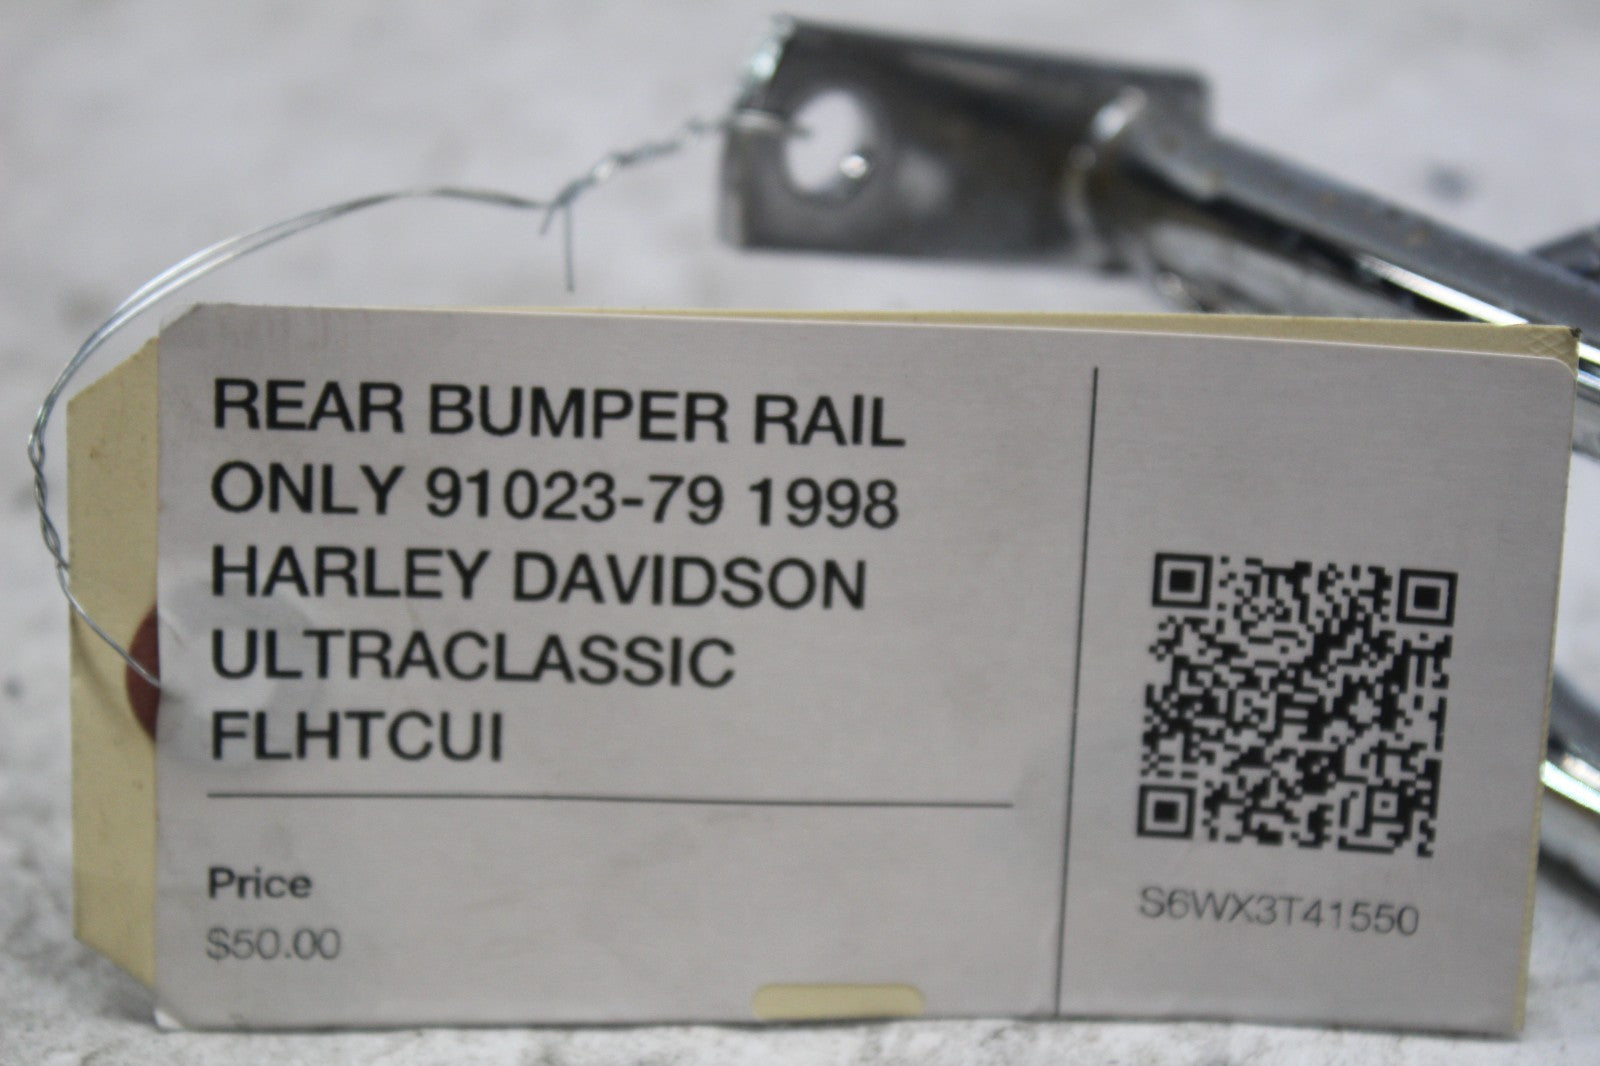 REAR BUMPER RAIL
ONLY 91023-79 1998
HARLEY DAVIDSON
ULTRACLASSIC
FLHTCUI
Price
$50.00
S6WX3T41550